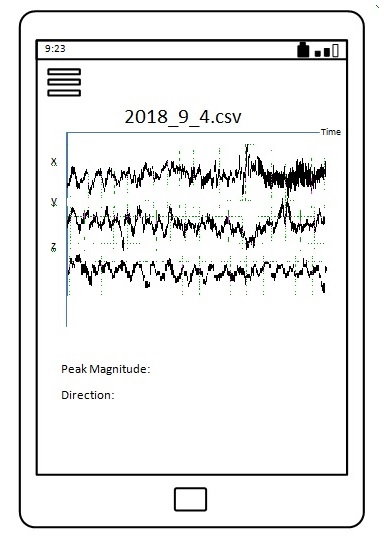 9:23
2018_9_4.csv
Time
X
y
z
Peak Magnitude:
Direction: